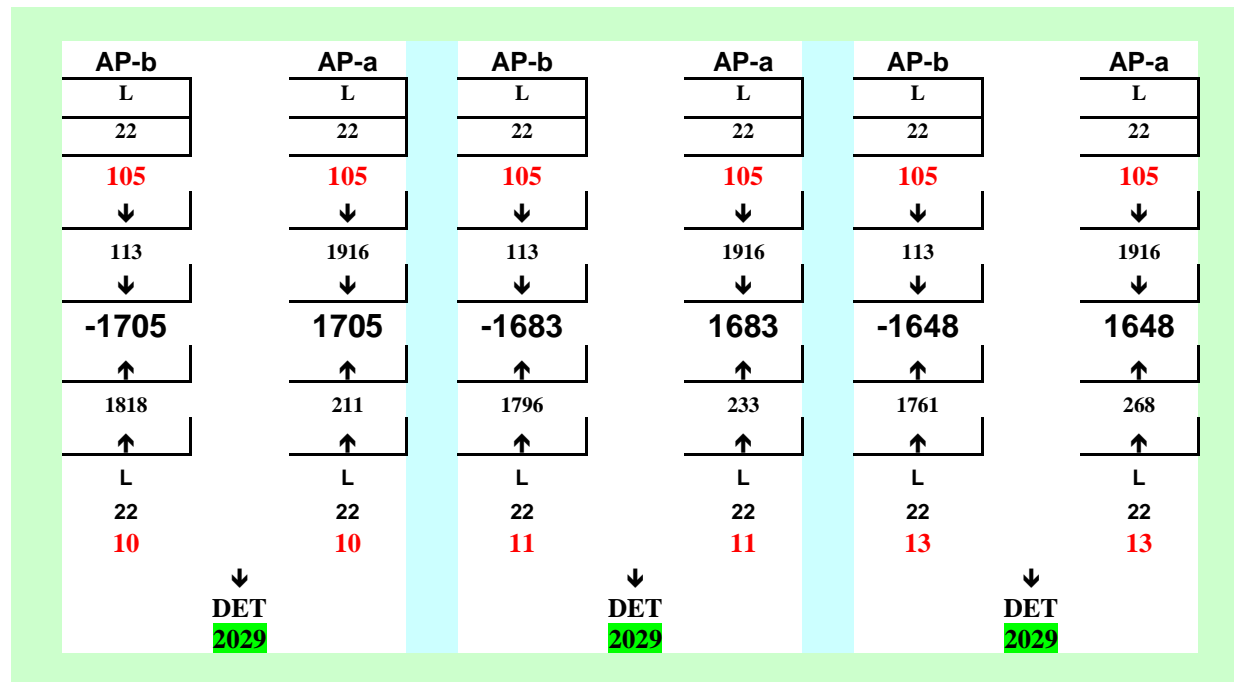 AP-b AP-a AP-b AP-a AP-b AP-a
L L L L L L
22 22 22 22 22 22
105 105 105 105 105 105
🡻 🡻 🡻 🡻 🡻 🡻
113 1916 113 1916 113 1916
🡻 🡻 🡻 🡻 🡻 🡻
-1705 1705 -1683 1683 -1648 1648
🡹 🡹 🡹 🡹 🡹 🡹
1818 211 1796 233 1761 268
🡹 🡹 🡹 🡹 🡹 🡹
L L L L L L
22 22 22 22 22 22
10 10 11 11 13 13
🡻 🡻 🡻
DET DET DET
2029 2029 2029